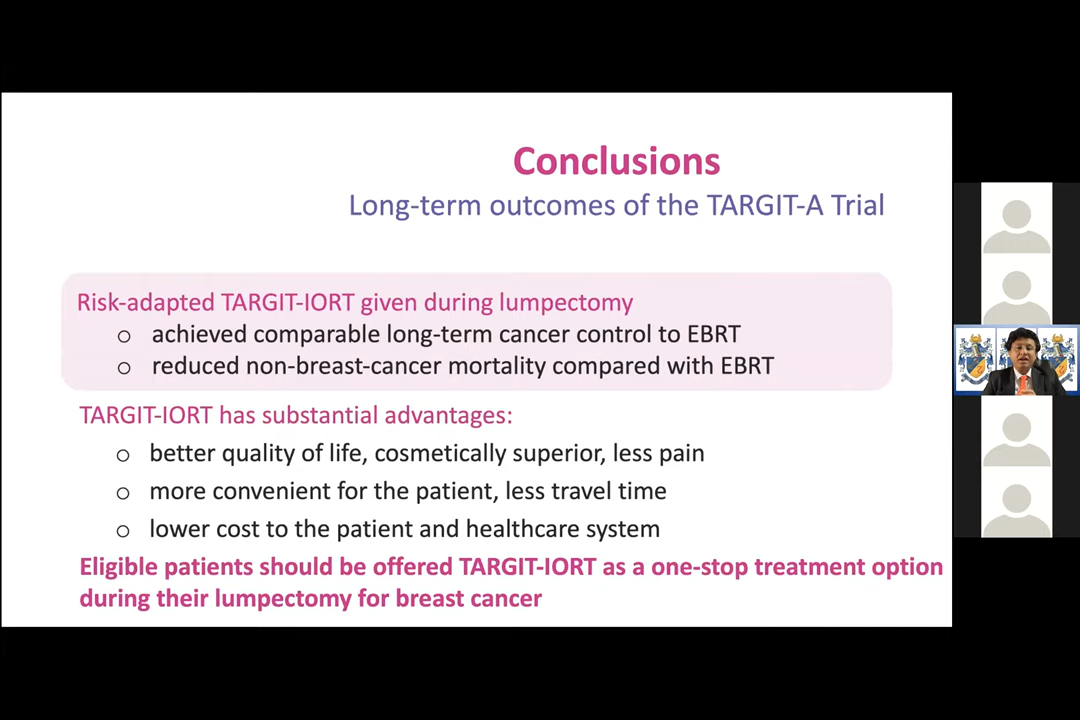 Conclusions
Long-term outcomes of the TARGIT-A Trial
Risk-adapted TARGIT-IORT given during lumpectomy
o achieved comparable long-term cancer control to EBRT
o reduced non-breast-cancer mortality compared with EBRT
TARGIT-IORT has substantial advantages:
o better quality of life, cosmetically superior, less pain
o more convenient for the patient, less travel time
o lower cost to the patient and healthcare system
Eligible patients should be offered TARGIT-IORT as a one-stop treatment option
during their lumpectomy for breast cancer